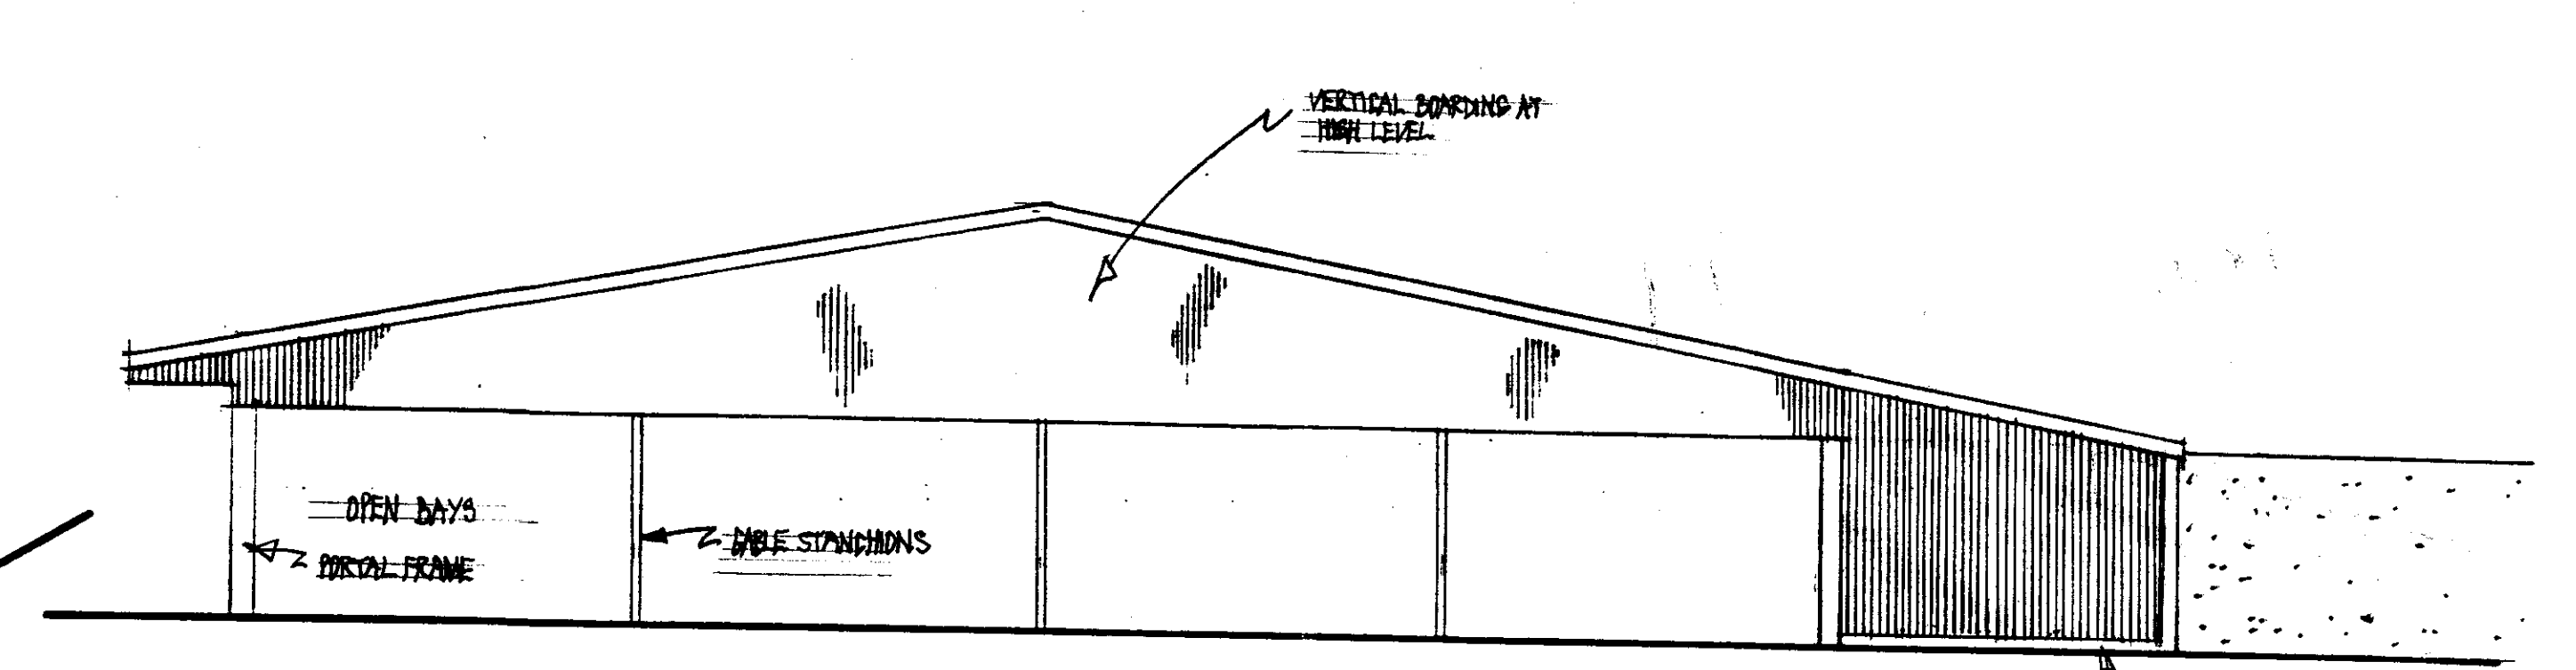 VERTICAL BOARDING AT
HIGH LEVEL
OPEN BAYS
PORTAL FRAME
GABLE STANCHIONS